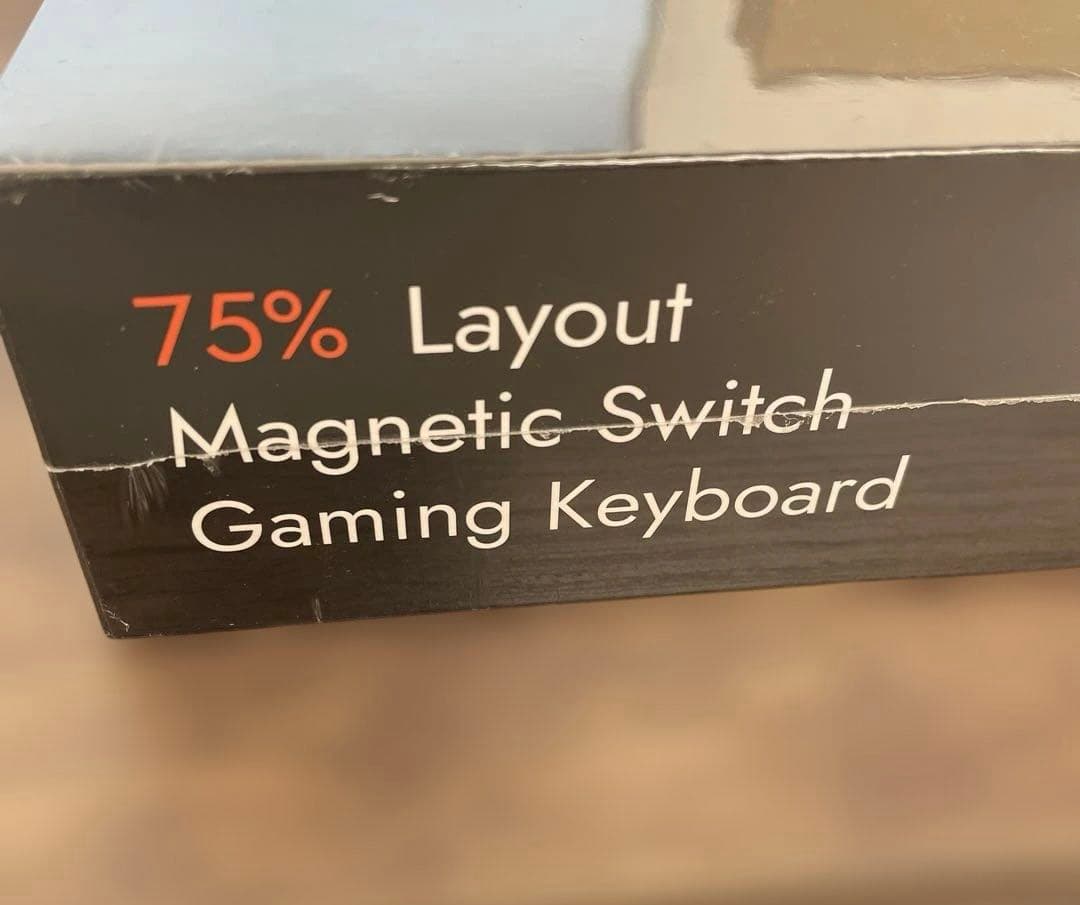 75% Layout
Magnetic Switch
Gaming Keyboard